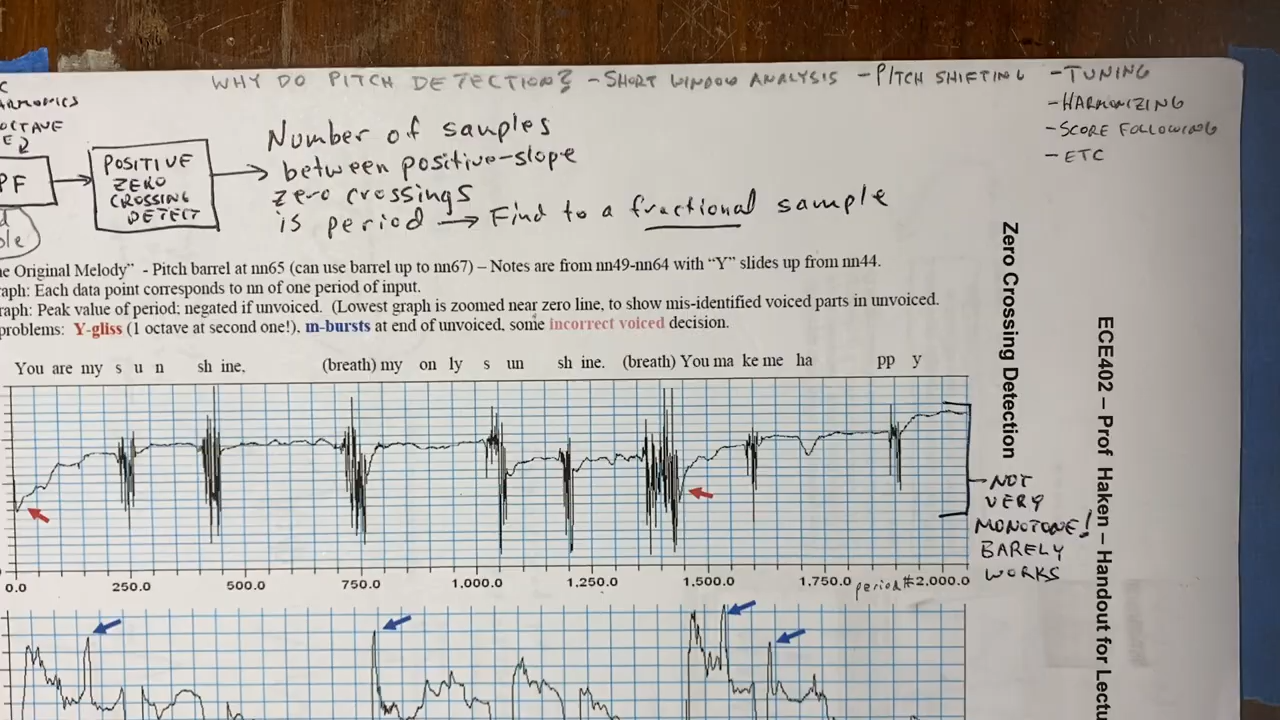 WHY DO PITCH DETECTION? - SHORT WINDOW ANALYSIS - PITCH SHIFTING - TUNING
- HARMONIZING
- SCORE FOLLOWING
- ETC
C
ARMONICS
OCTAVE
E
PF
POSITIVE
ZERO
CROSSING
DETECT
Number of samples
between positive-slope
zero crossings
is period → Find to a fractional sample
ble)
e Original Melody” - Pitch barrel at nn65 (can use barrel up to nn67) – Notes are from nn49-nn64 with “Y” slides up from nn44.
raph: Each data point corresponds to nn of one period of input.
raph: Peak value of period; negated if unvoiced. (Lowest graph is zoomed near zero line, to show mis-identified voiced parts in unvoiced.
problems: Y-gliss (1 octave at second one!), m-bursts at end of unvoiced, some incorrect voiced decision.
You are my s u n sh ine. (breath) my on ly s un sh ine. (breath) You ma ke me ha pp y
0.0 250.0 500.0 750.0 1.000.0 1.250.0 1.500.0 1.750.0 period # 2.000.0
NOT
VERY
MONOTONE!
BARELY
WORKS
Zero Crossing Detection
ECE402 – Prof Haken – Handout for Lectu